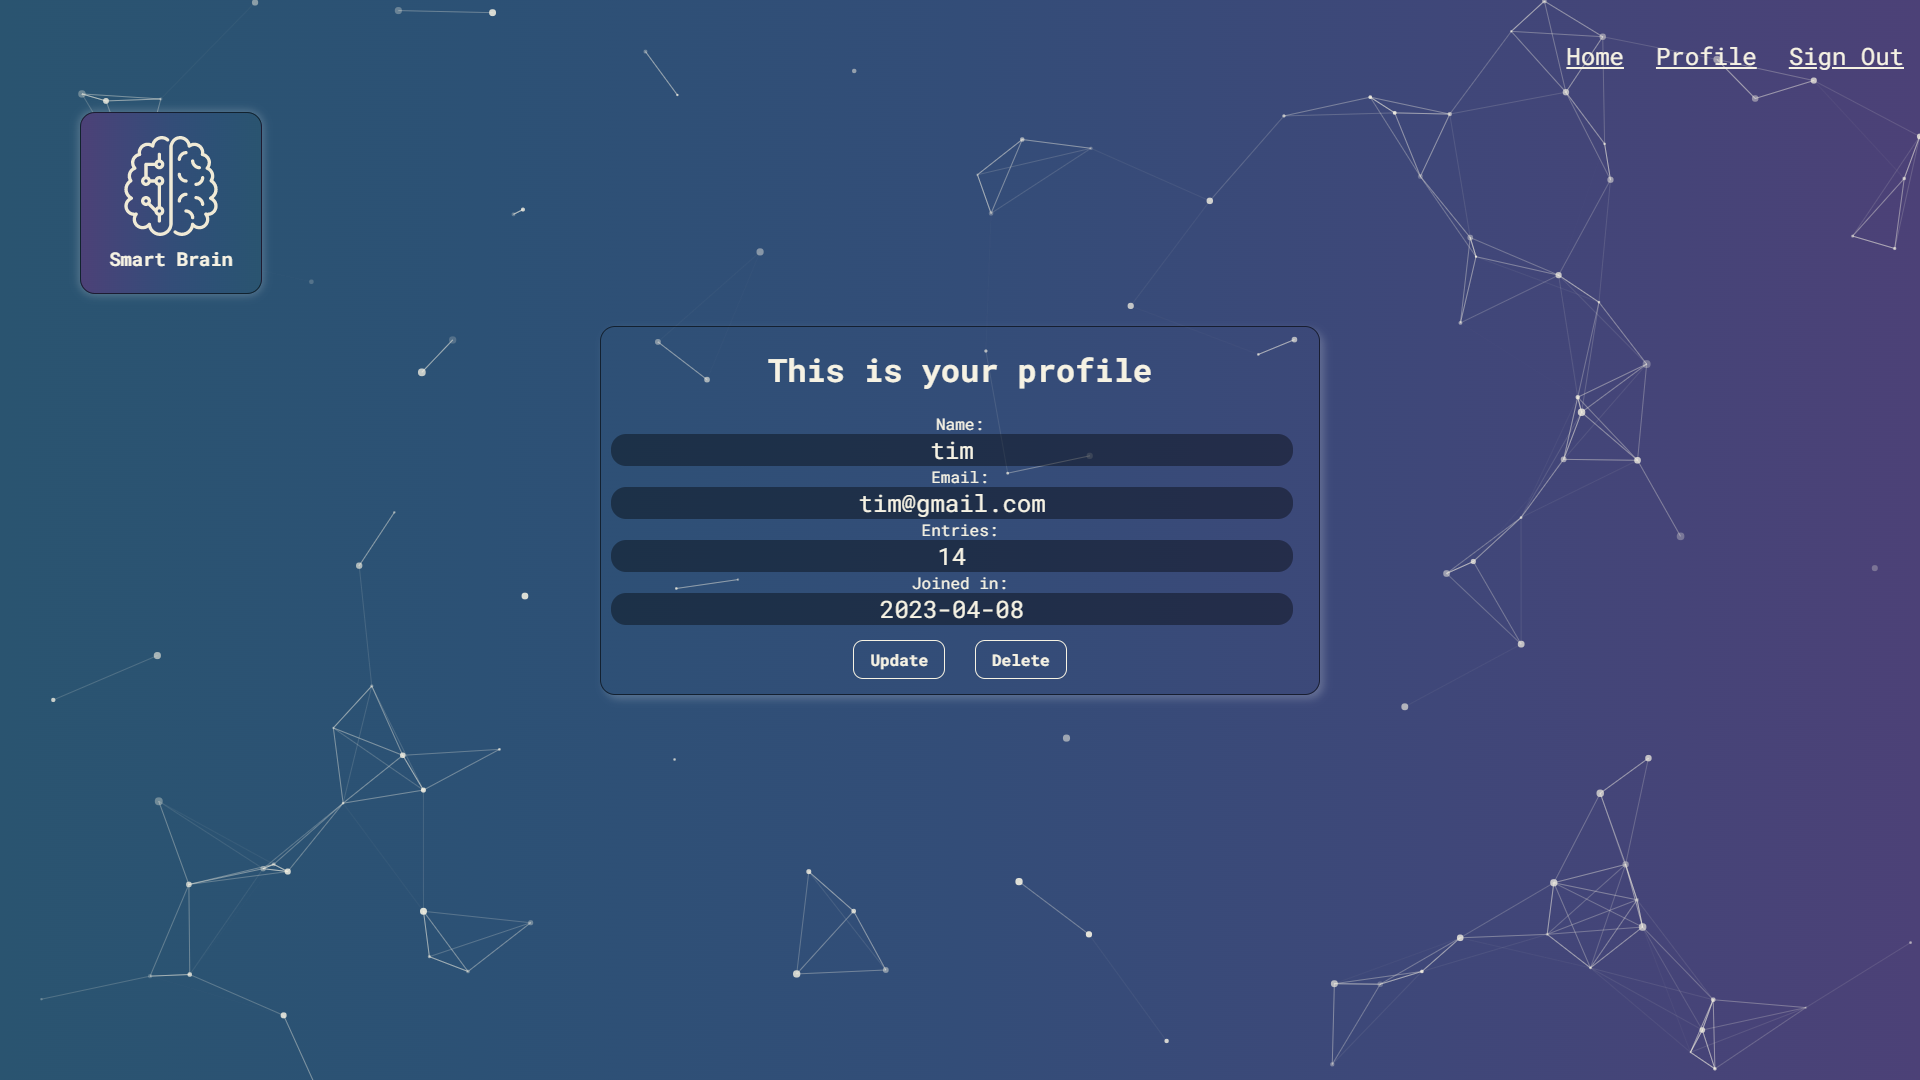 Home Profile Sign Out
Smart Brain
This is your profile
Name:
tim
Email:
tim@gmail.com
Entries:
14
Joined in:
2023-04-08
Update Delete